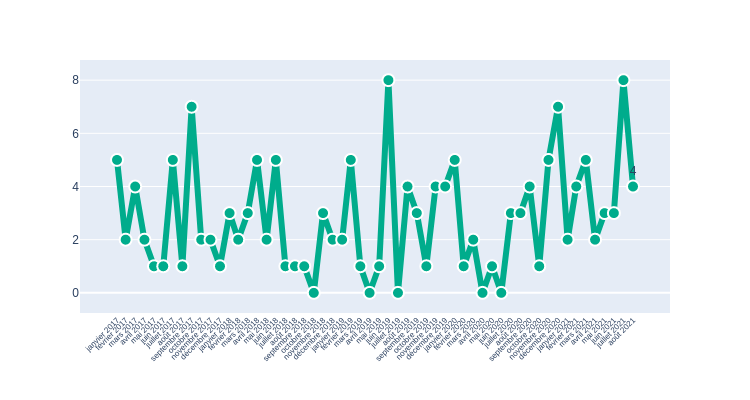 8
6
4
2
0
4
janvier 2017
février 2017
mars 2017
avril 2017
mai 2017
juin 2017
juillet 2017
août 2017
septembre 2017
octobre 2017
novembre 2017
décembre 2017
janvier 2018
février 2018
mars 2018
avril 2018
mai 2018
juin 2018
juillet 2018
août 2018
septembre 2018
octobre 2018
novembre 2018
décembre 2018
janvier 2019
février 2019
mars 2019
avril 2019
mai 2019
juin 2019
juillet 2019
août 2019
septembre 2019
octobre 2019
novembre 2019
décembre 2019
janvier 2020
février 2020
mars 2020
avril 2020
mai 2020
juin 2020
juillet 2020
août 2020
septembre 2020
octobre 2020
novembre 2020
décembre 2020
janvier 2021
février 2021
mars 2021
avril 2021
mai 2021
juin 2021
juillet 2021
août 2021